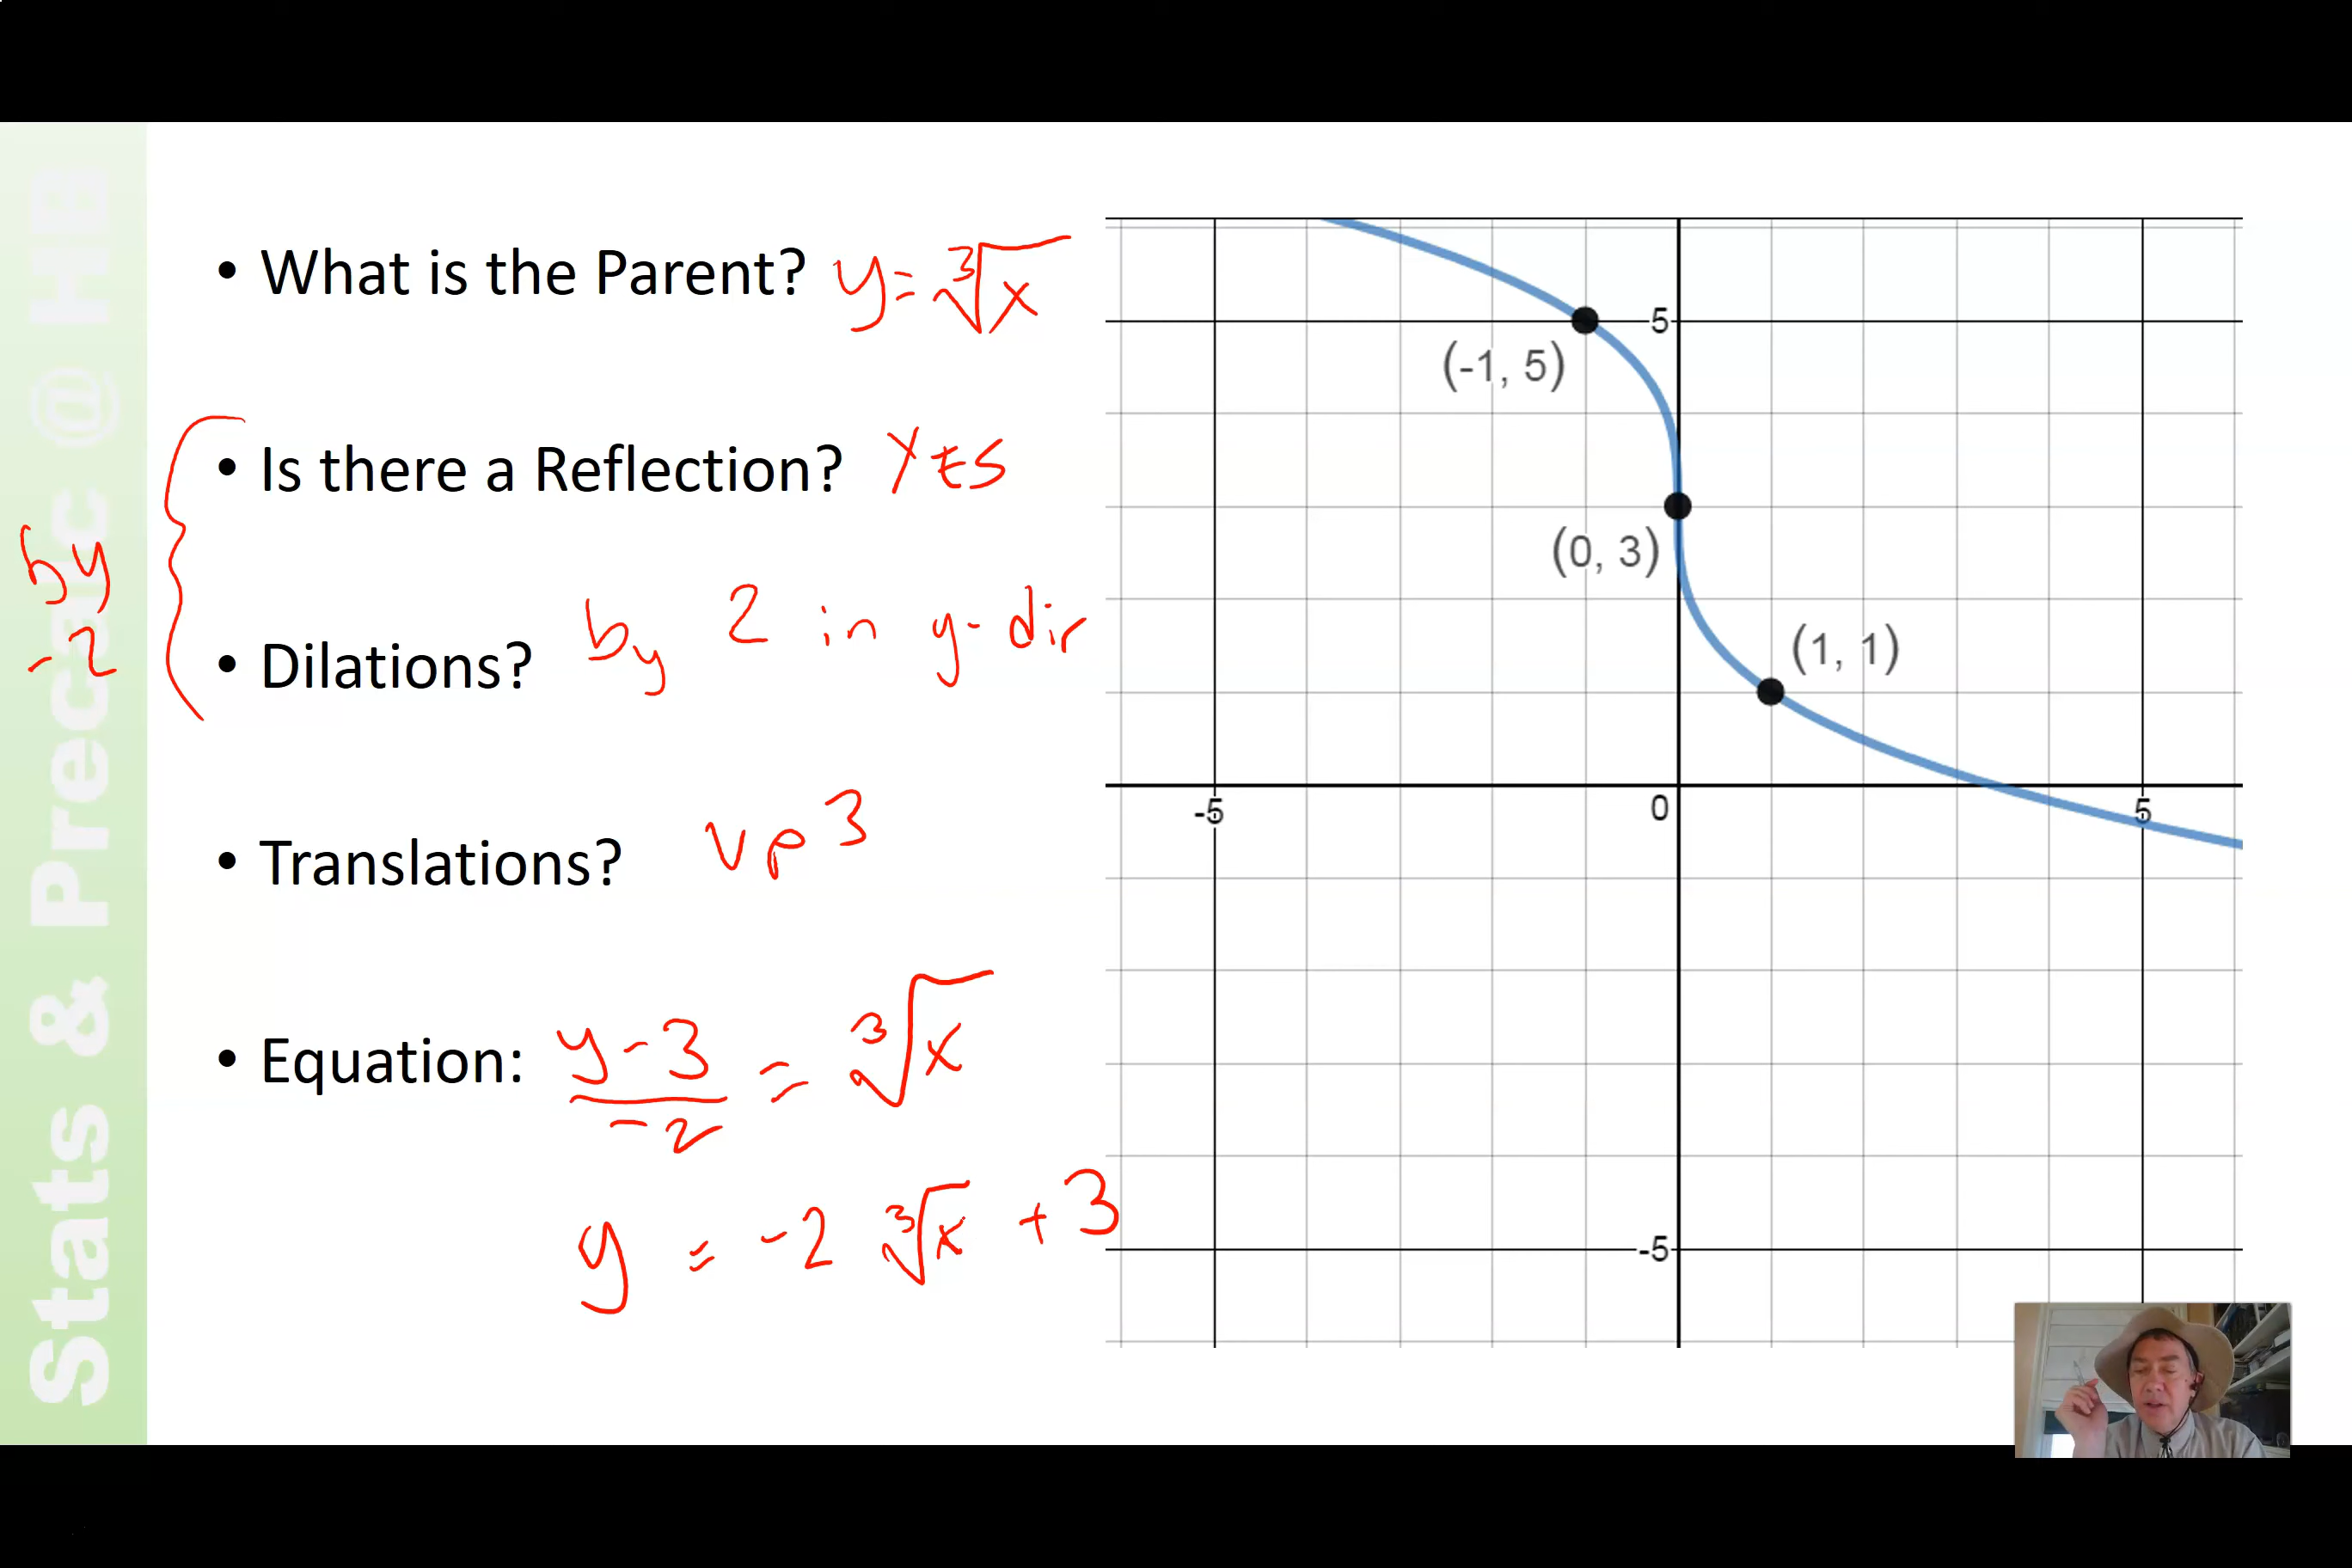 Stats & Precalc @ HB
• What is the Parent? y = ∛x
• Is there a Reflection? YES
by
-2
• Dilations? by 2 in y-dir
• Translations? UP 3
• Equation: y-3 / -2 = ∛x
y = -2 ∛x + 3
5
(-1, 5)
(0, 3)
(1, 1)
-5 0 5
-5